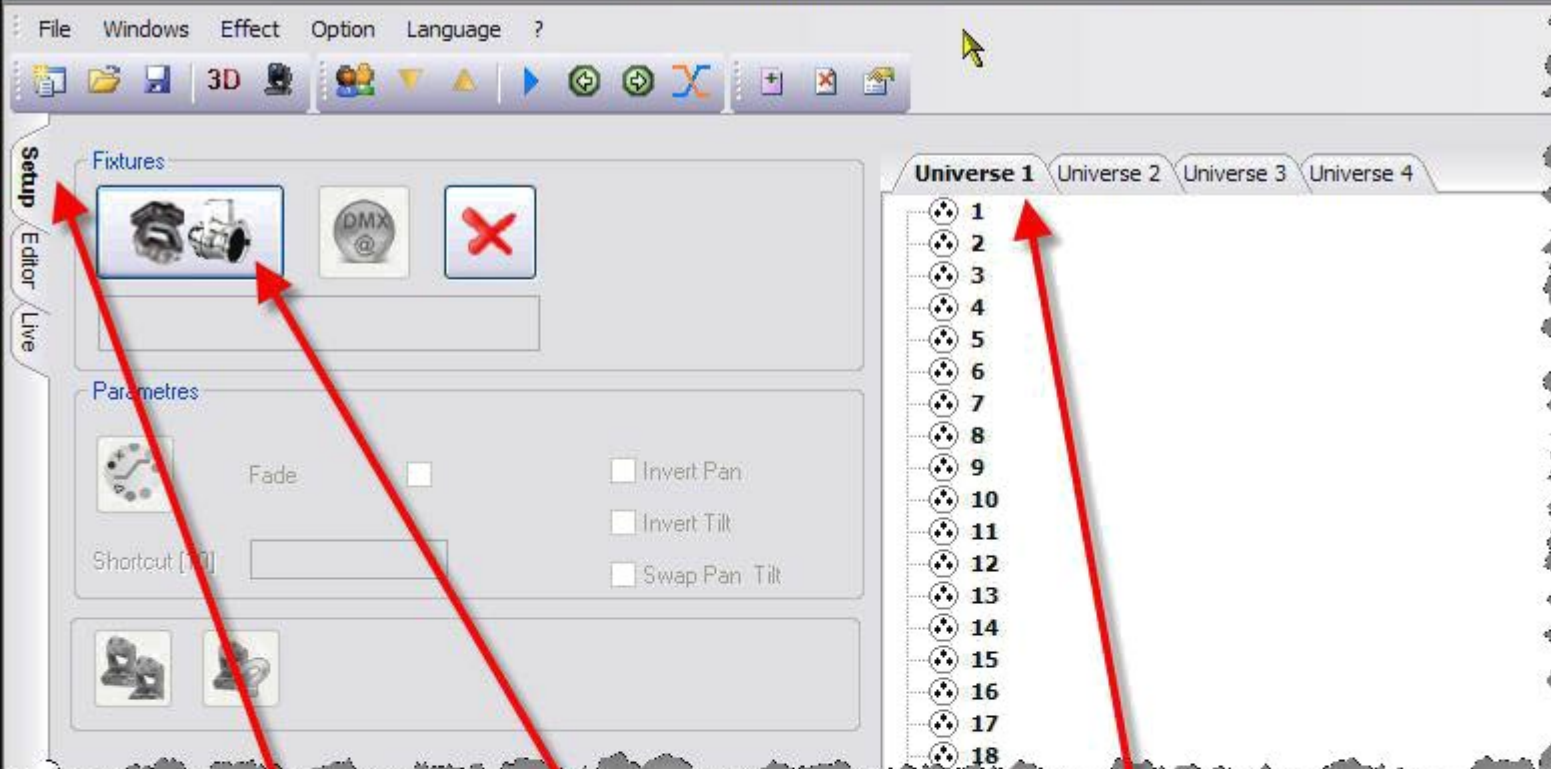 File Windows Effect Option Language ?
3D
Setup
Editor
Live
Fixtures
DMX
@
Parametres
Fade
Invert Pan
Invert Tilt
Shortcut [10]
Swap Pan Tilt
Universe 1 Universe 2 Universe 3 Universe 4
1
2
3
4
5
6
7
8
9
10
11
12
13
14
15
16
17
18